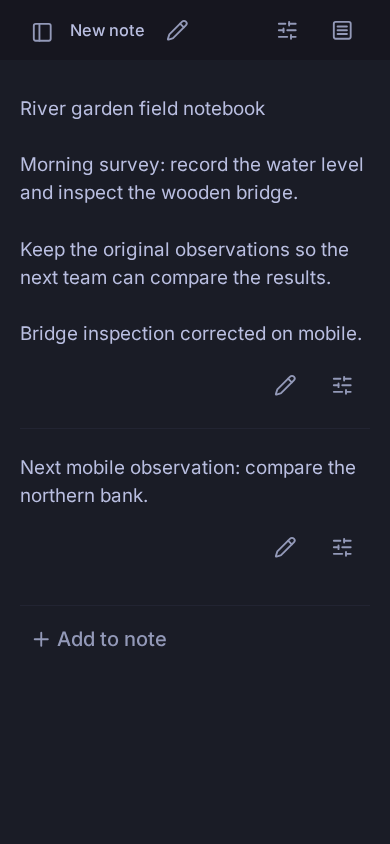 New note
River garden field notebook
Morning survey: record the water level
and inspect the wooden bridge.
Keep the original observations so the
next team can compare the results.
Bridge inspection corrected on mobile.
Next mobile observation: compare the
northern bank.
Add to note